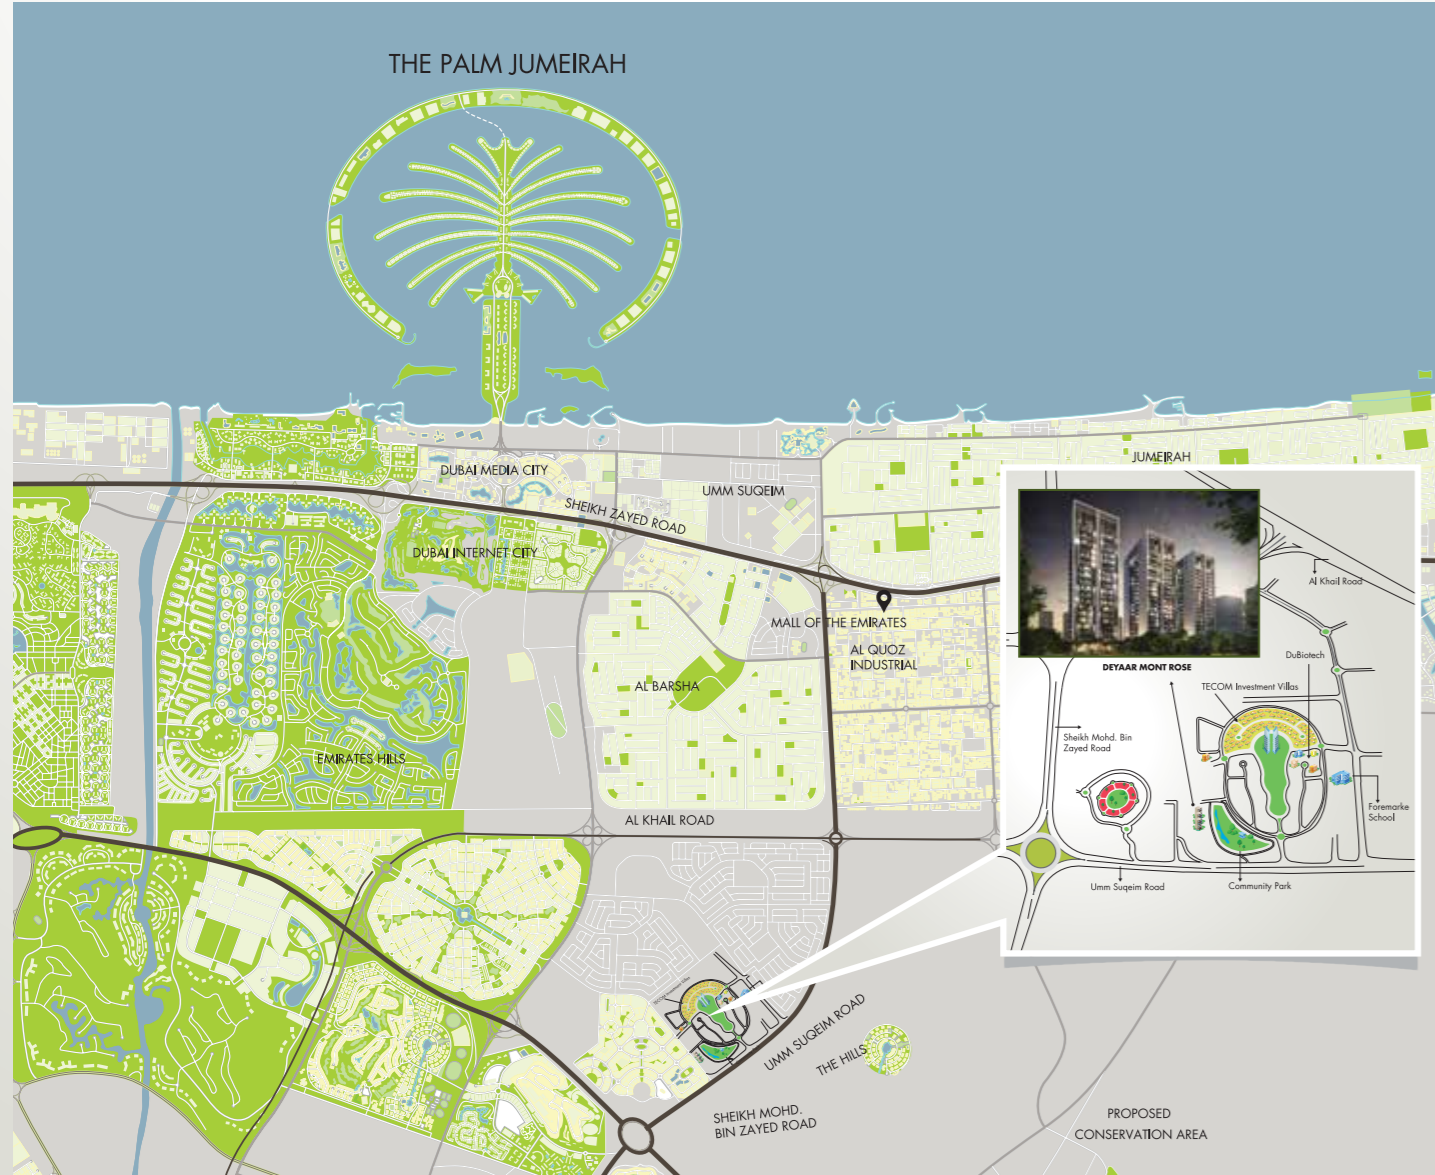 THE PALM JUMEIRAH
JUMEIRAH
DUBAI MEDIA CITY
UMM SUQEIM
SHEIKH ZAYED ROAD
DUBAI INTERNET CITY
MALL OF THE EMIRATES
AL QUOZ
INDUSTRIAL
AL BARSHA
EMIRATES HILLS
AL KHAIL ROAD
Al Khail Road
DuBiotech
DEYAAR MONT ROSE
TECOM Investment Villas
Sheikh Mohd. Bin
Zayed Road
Foremarke
School
Umm Suqeim Road
Community Park
TECOM Investment Villas
UMM SUQEIM ROAD
THE HILLS
SHEIKH MOHD.
BIN ZAYED ROAD
PROPOSED
CONSERVATION AREA